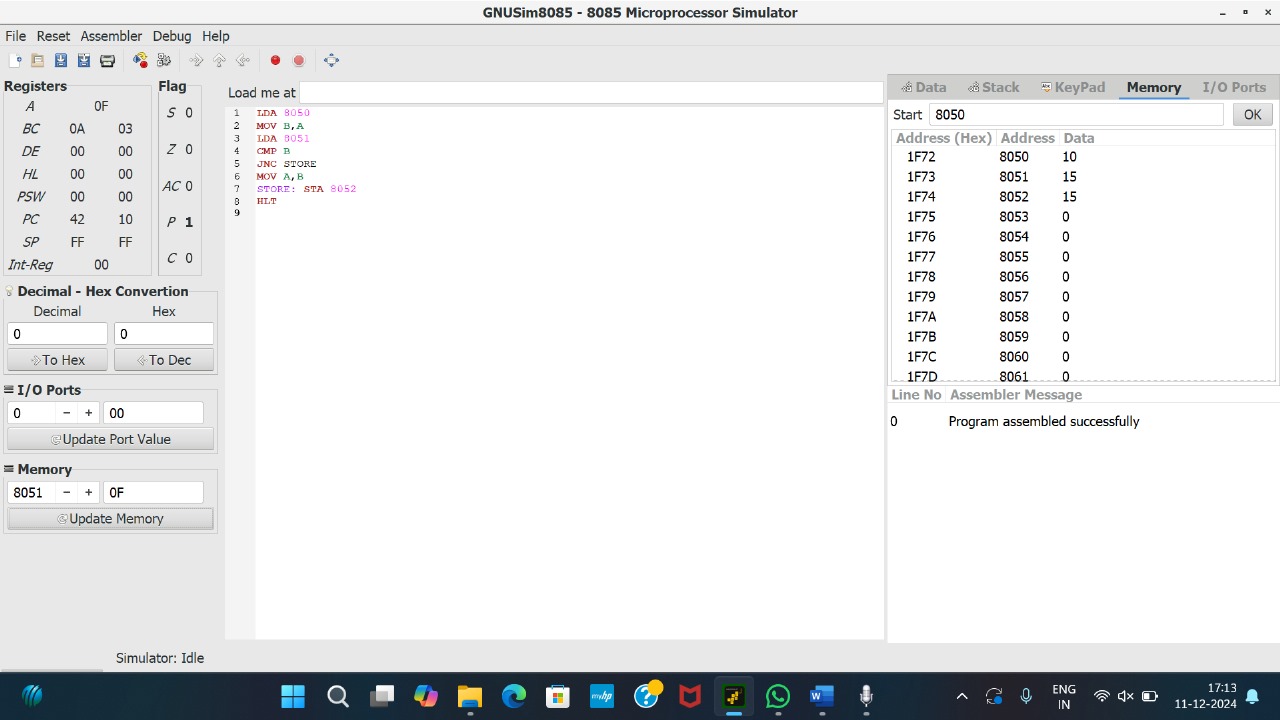 GNUSim8085 - 8085 Microprocessor Simulator
File Reset Assembler Debug Help
Registers
A 0F
BC 0A 03
DE 00 00
HL 00 00
PSW 00 00
PC 42 10
SP FF FF
Int-Reg 00
Flag
S 0
Z 0
AC 0
P 1
C 0
Decimal - Hex Convertion
Decimal Hex
0 0
To Hex To Dec
I/O Ports
0 - + 00
Update Port Value
Memory
8051 - + 0F
Update Memory
Load me at
1 LDA 8050
2 MOV B,A
3 LDA 8051
4 CMP B
5 JNC STORE
6 MOV A,B
7 STORE: STA 8052
8 HLT
9
Data Stack KeyPad Memory I/O Ports
Start 8050 OK
Address (Hex) Address Data
1F72 8050 10
1F73 8051 15
1F74 8052 15
1F75 8053 0
1F76 8054 0
1F77 8055 0
1F78 8056 0
1F79 8057 0
1F7A 8058 0
1F7B 8059 0
1F7C 8060 0
1F7D 8061 0
Line No Assembler Message
0 Program assembled successfully
Simulator: Idle
myhp
ENG
IN
17:13
11-12-2024